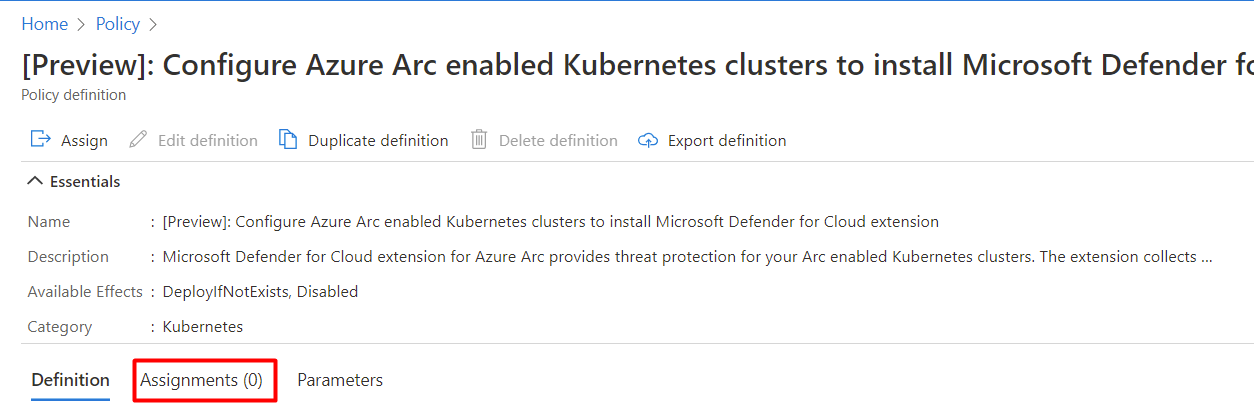 Home > Policy >
[Preview]: Configure Azure Arc enabled Kubernetes clusters to install Microsoft Defender fo
Policy definition
Assign Edit definition Duplicate definition Delete definition Export definition
Essentials
Name : [Preview]: Configure Azure Arc enabled Kubernetes clusters to install Microsoft Defender for Cloud extension
Description : Microsoft Defender for Cloud extension for Azure Arc provides threat protection for your Arc enabled Kubernetes clusters. The extension collects ...
Available Effects : DeployIfNotExists, Disabled
Category : Kubernetes
Definition Assignments (0) Parameters